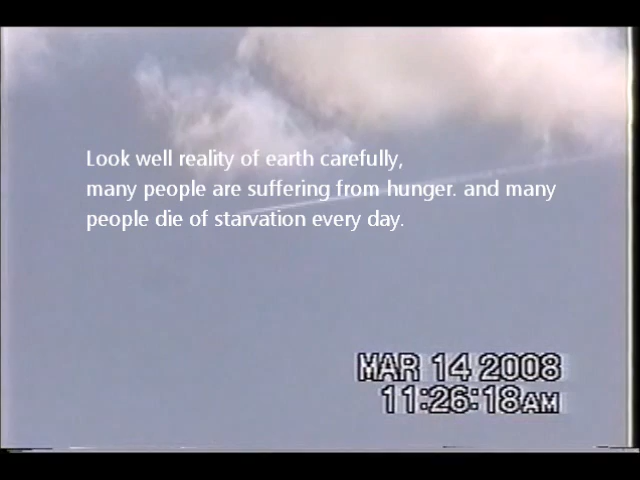 Look well reality of earth carefully,
many people are suffering from hunger. and many
people die of starvation every day.
MAR 14 2008
11:26:18AM